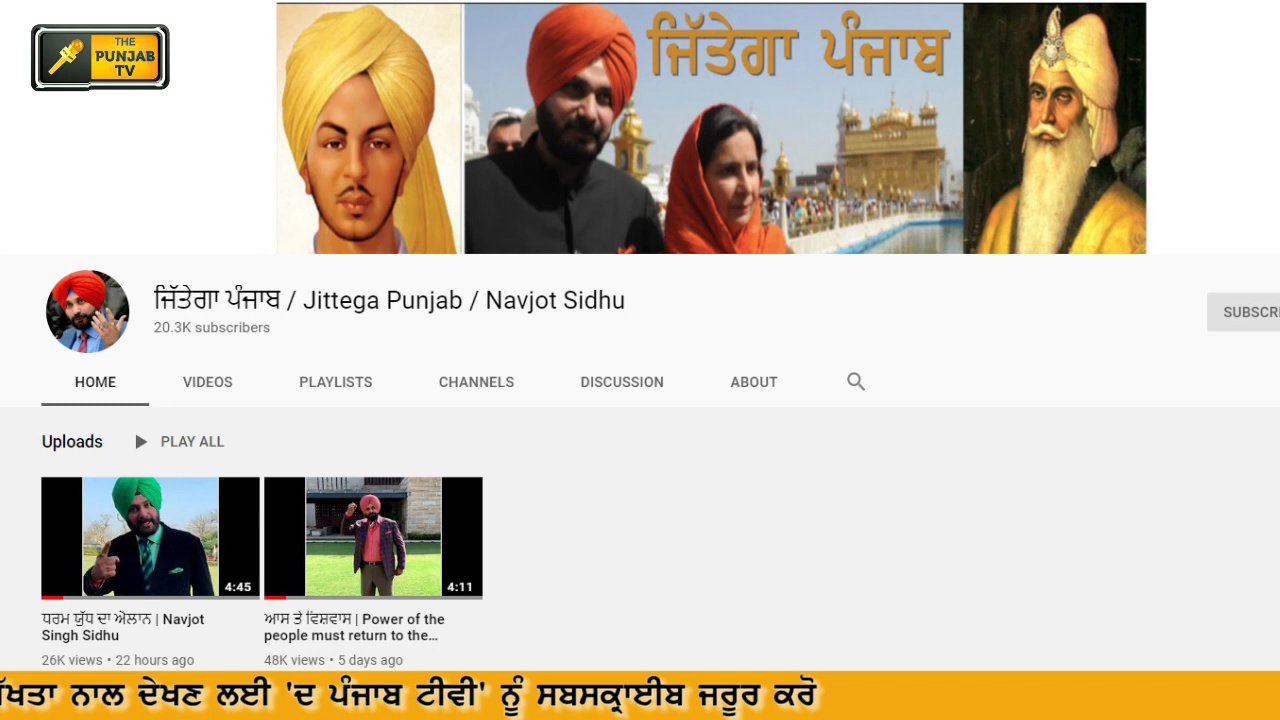 THE
PUNJAB
TV
ਜਿੱਤੇਗਾ ਪੰਜਾਬ
ਜਿੱਤੇਗਾ ਪੰਜਾਬ / Jittega Punjab / Navjot Sidhu
20.3K subscribers
SUBSCRI
HOME VIDEOS PLAYLISTS CHANNELS DISCUSSION ABOUT
Uploads PLAY ALL
4:45
ਧਰਮ ਯੁੱਧ ਦਾ ਐਲਾਨ | Navjot
Singh Sidhu
26K views • 22 hours ago
4:11
ਆਸ ਤੇ ਵਿਸ਼ਵਾਸ | Power of the
people must return to the...
48K views • 5 days ago
ਨਾਲ ਦੇਖਣ ਲਈ 'ਦ ਪੰਜਾਬ ਟੀਵੀ' ਨੂੰ ਸਬਸਕ੍ਰਾਈਬ ਜਰੂਰ ਕਰੋ